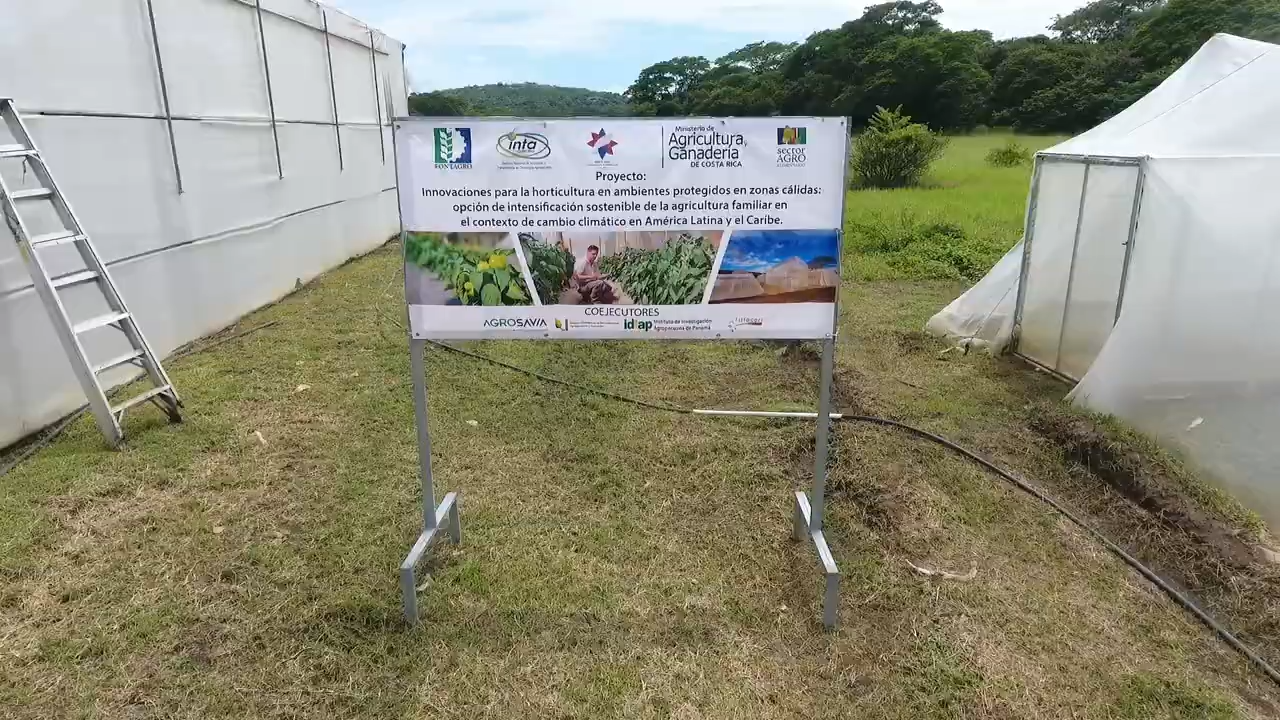 FONTAGRO
inta
Ministerio de
Agricultura y
Ganadería
DE COSTA RICA
sector
AGRO
Proyecto:
Innovaciones para la horticultura en ambientes protegidos en zonas cálidas:
opción de intensificación sostenible de la agricultura familiar en
el contexto de cambio climático en América Latina y el Caribe.
COEJECUTORES
AGROSAVIA
idiap Instituto de Investigación
Agropecuaria de Panamá